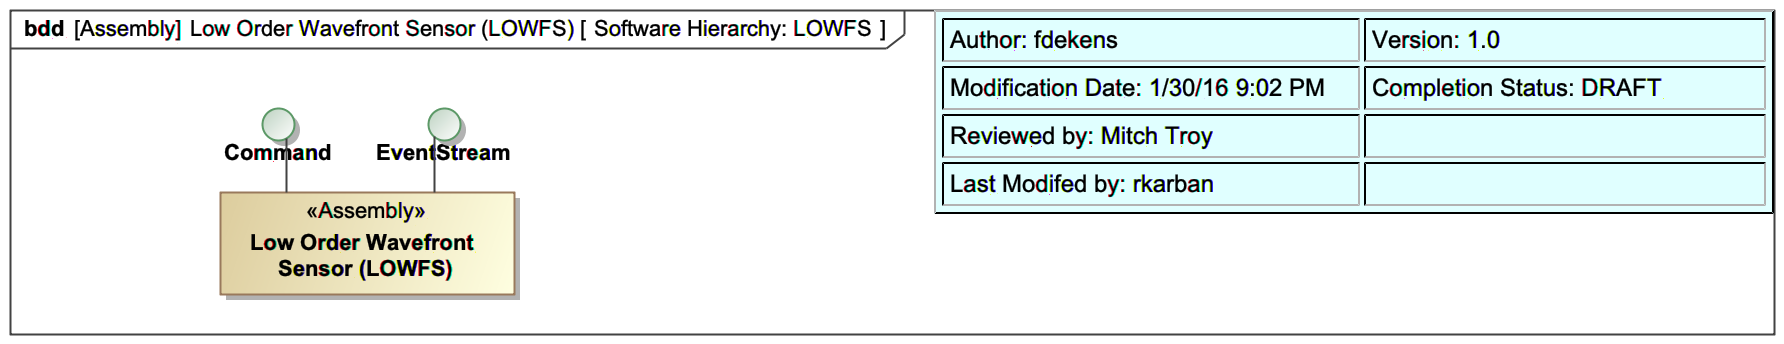 bdd [Assembly] Low Order Wavefront Sensor (LOWFS) [ Software Hierarchy: LOWFS ]
Author: fdekens
Version: 1.0
Modification Date: 1/30/16 9:02 PM
Completion Status: DRAFT
Reviewed by: Mitch Troy
Last Modifed by: rkarban
Command
EventStream
«Assembly»
Low Order Wavefront
Sensor (LOWFS)